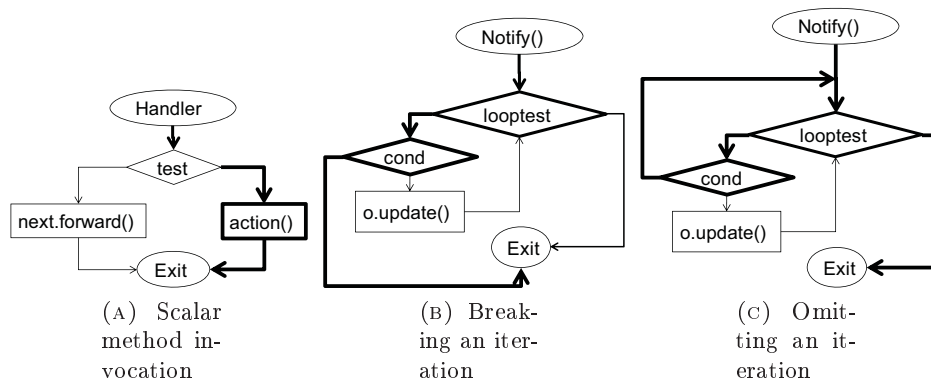 Handler
test
next.forward()
action()
Exit
(A) Scalar
method in-
vocation
Notify()
looptest
cond
o.update()
Exit
(B) Break-
ing an iter-
ation
Notify()
looptest
cond
o.update()
Exit
(C) Omit-
ting an it-
eration